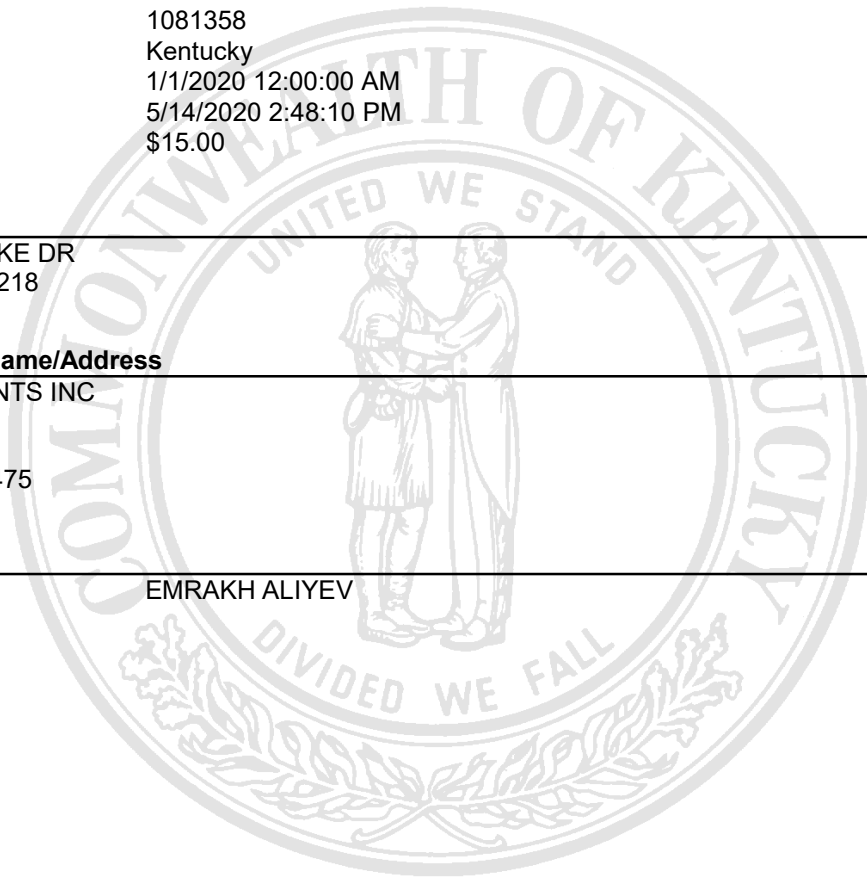 1081358
Kentucky
1/1/2020 12:00:00 AM
5/14/2020 2:48:10 PM
$15.00
COMMONWEALTH OF KENTUCKY
UNITED WE STAND
KE DR
218
ame/Address
NTS INC
475
EMRAKH ALIYEV
DIVIDED WE FALL